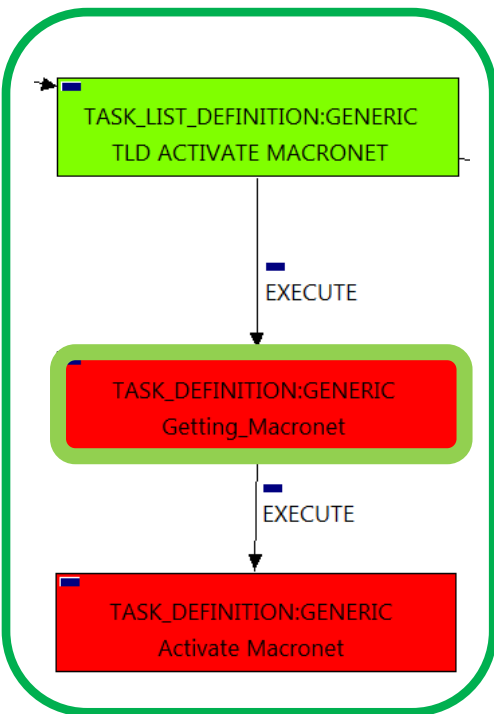 TASK_LIST_DEFINITION:GENERIC
TLD ACTIVATE MACRONET
EXECUTE
TASK_DEFINITION:GENERIC
Getting_Macronet
EXECUTE
TASK_DEFINITION:GENERIC
Activate Macronet